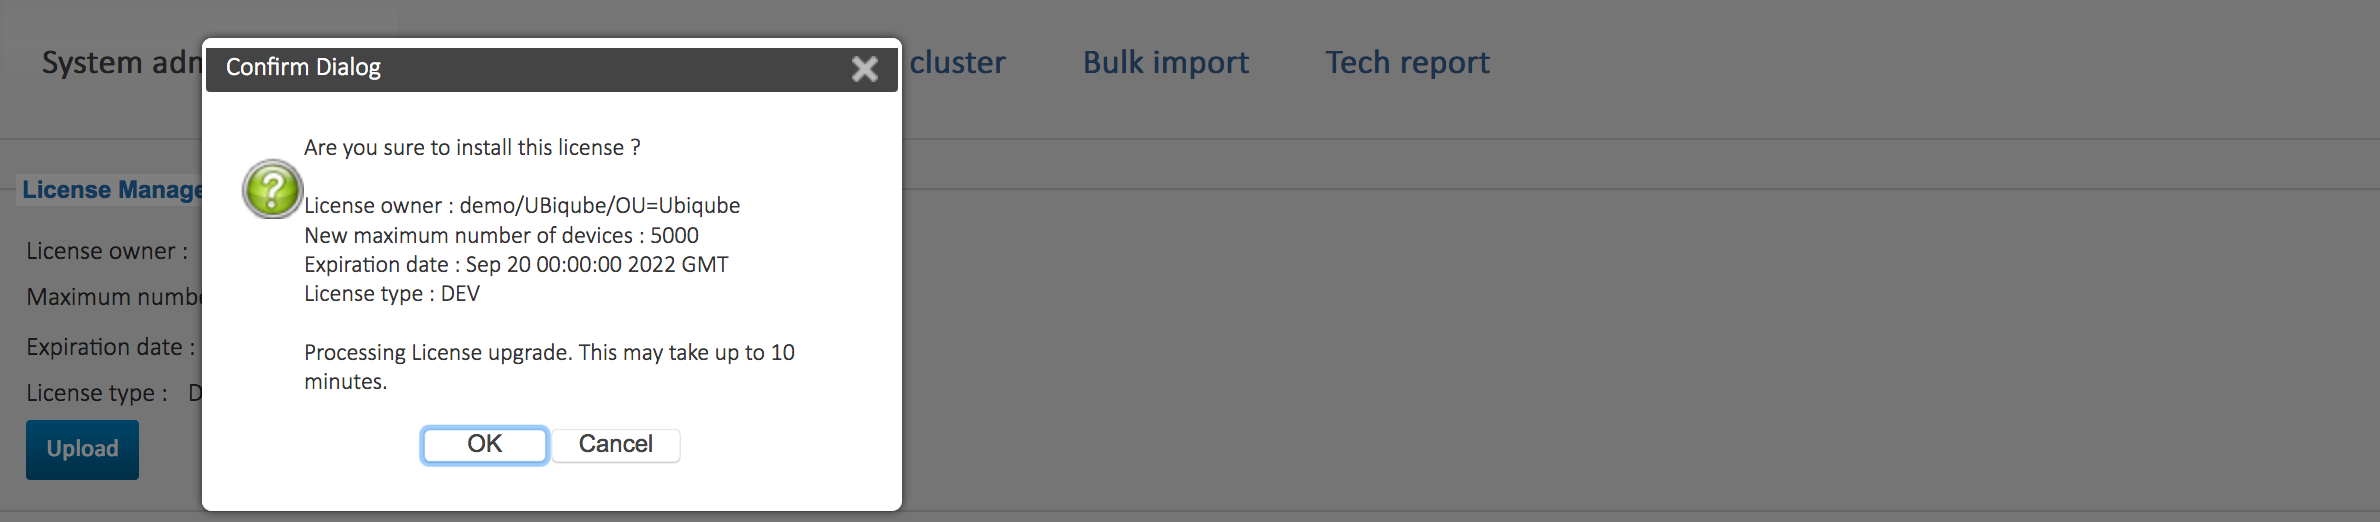 System adm
cluster
Bulk import
Tech report
Confirm Dialog
Are you sure to install this license ?
License owner : demo/UBiqube/OU=Ubiqube
New maximum number of devices : 5000
Expiration date : Sep 20 00:00:00 2022 GMT
License type : DEV
Processing License upgrade. This may take up to 10
minutes.
OK Cancel
License Manage
License owner :
Maximum numbe
Expiration date :
License type : D
Upload